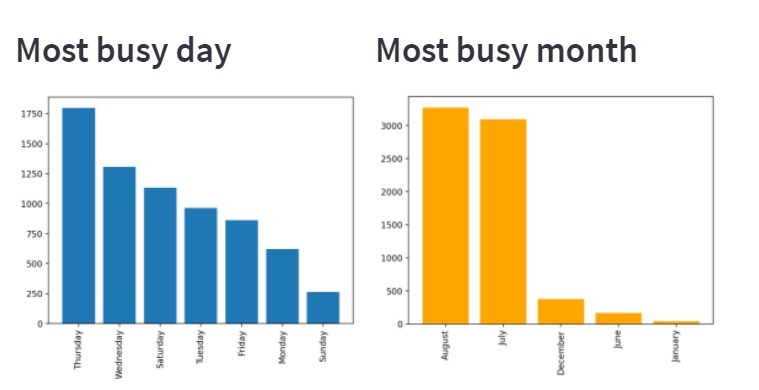 Most busy day
1750
1500
1250
1000
750
500
250
0
Thursday
Wednesday
Saturday
Tuesday
Friday
Monday
Sunday
Most busy month
3000
2500
2000
1500
1000
500
0
August
July
December
June
January